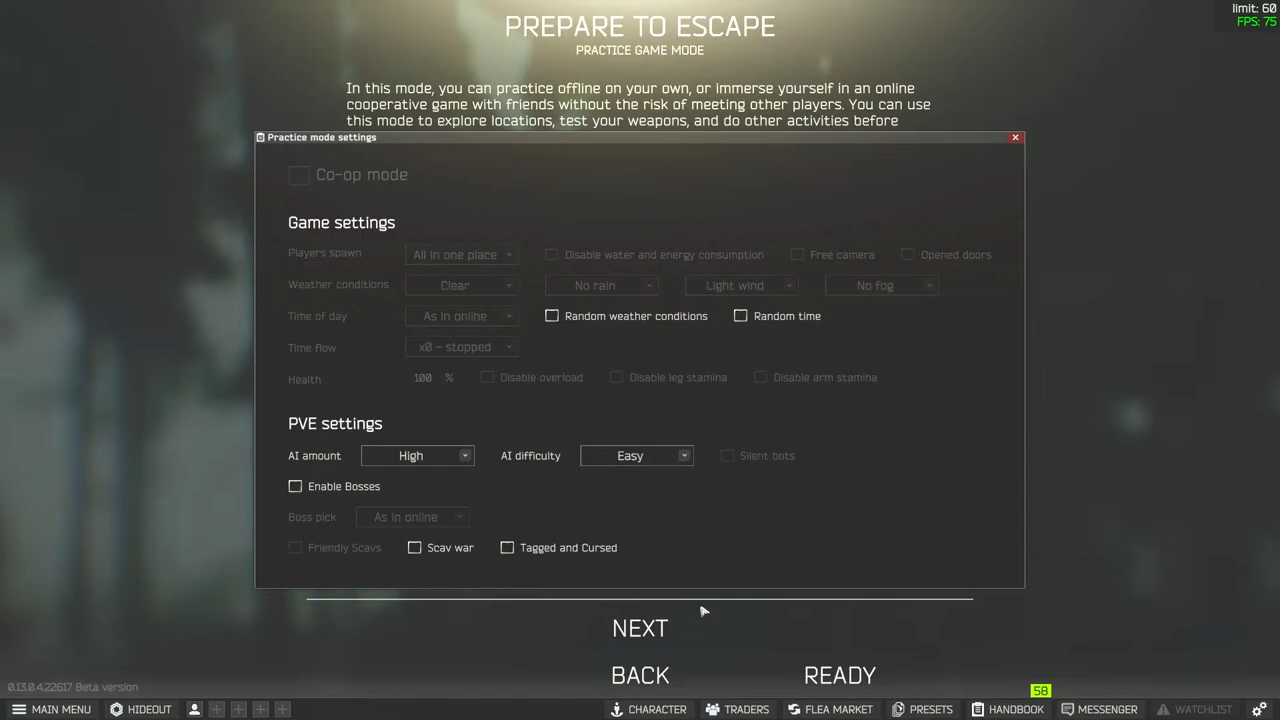 limit: 60
FPS: 75
PREPARE TO ESCAPE
PRACTICE GAME MODE
In this mode, you can practice offline on your own, or immerse yourself in an online
cooperative game with friends without the risk of meeting other players. You can use
this mode to explore locations, test your weapons, and do other activities before
Practice mode settings
Co-op mode
Game settings
Players spawn All in one place Disable water and energy consumption Free camera Opened doors
Weather conditions Clear No rain Light wind No fog
Time of day As in online Random weather conditions Random time
Time flow x0 - stopped
Health 100 % Disable overload Disable leg stamina Disable arm stamina
PVE settings
AI amount High AI difficulty Easy Silent bots
Enable Bosses
Boss pick As in online
Friendly Scavs Scav war Tagged and Cursed
NEXT
BACK READY
0.13.0.4.22617 Beta version
58
MAIN MENU HIDEOUT CHARACTER TRADERS FLEA MARKET PRESETS HANDBOOK MESSENGER WATCHLIST